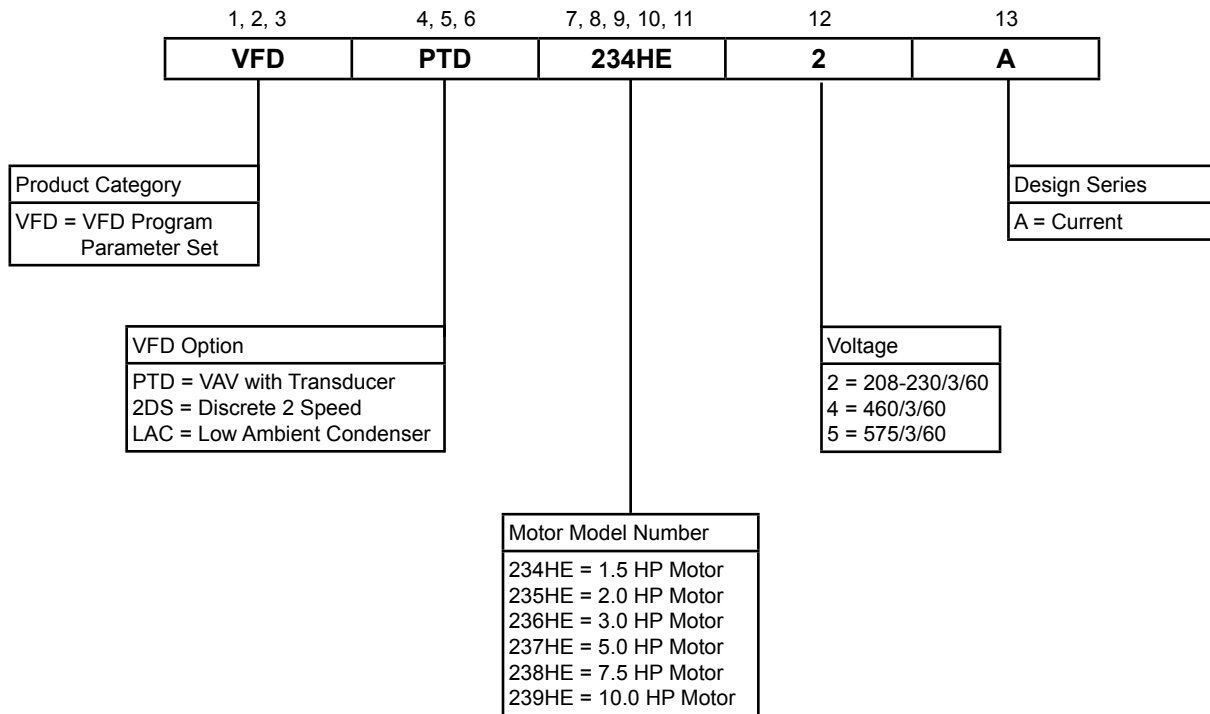 1, 2, 3 4, 5, 6 7, 8, 9, 10, 11 12 13
VFD PTD 234HE 2 A
Product Category
VFD = VFD Program
Parameter Set
Design Series
A = Current
VFD Option
PTD = VAV with Transducer
2DS = Discrete 2 Speed
LAC = Low Ambient Condenser
Voltage
2 = 208-230/3/60
4 = 460/3/60
5 = 575/3/60
Motor Model Number
234HE = 1.5 HP Motor
235HE = 2.0 HP Motor
236HE = 3.0 HP Motor
237HE = 5.0 HP Motor
238HE = 7.5 HP Motor
239HE = 10.0 HP Motor